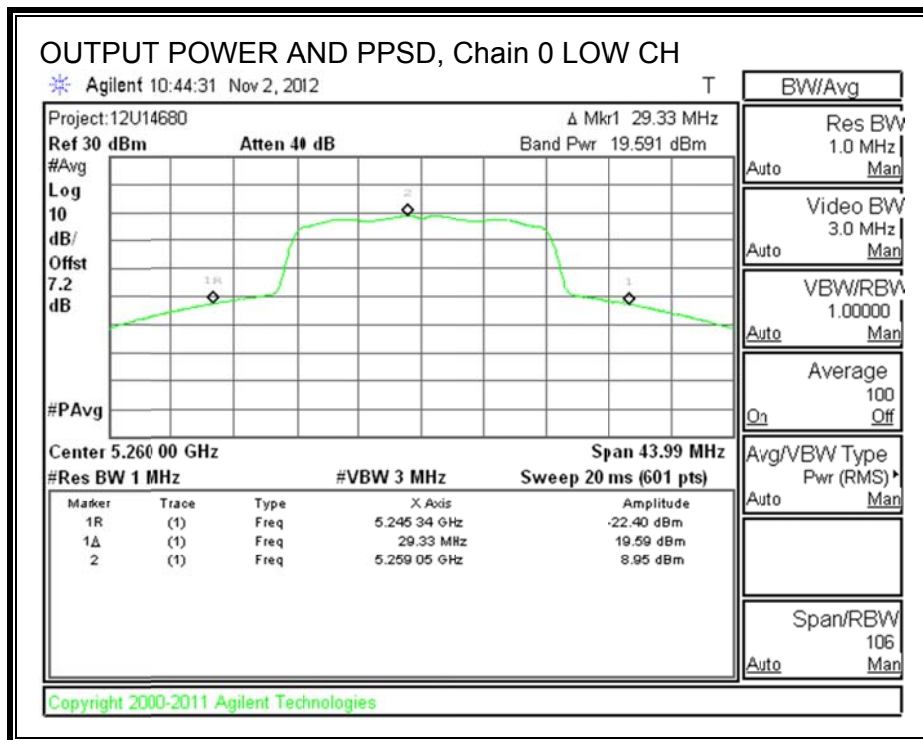 OUTPUT POWER AND PPSD, Chain 0 LOW CH
Agilent 10:44:31 Nov 2, 2012 T
Project:12U14680 Δ Mkr1 29.33 MHz
Ref 30 dBm Atten 40 dB Band Pwr 19.591 dBm
#Avg
Log
10
dB/
Offst
7.2
dB
#PAvg
2
1R
1
Center 5.260 00 GHz Span 43.99 MHz
#Res BW 1 MHz #VBW 3 MHz Sweep 20 ms (601 pts)
Marker Trace Type X Axis Amplitude
1R (1) Freq 5.245 34 GHz -22.40 dBm
1Δ (1) Freq 29.33 MHz 19.59 dBm
2 (1) Freq 5.259 05 GHz 8.95 dBm
BW/Avg
Res BW
1.0 MHz
Auto Man
Video BW
3.0 MHz
Auto Man
VBW/RBW
1.00000
Auto Man
Average
100
On Off
Avg/VBW Type
Pwr (RMS)
Auto Man
Span/RBW
106
Auto Man
Copyright 2000-2011 Agilent Technologies